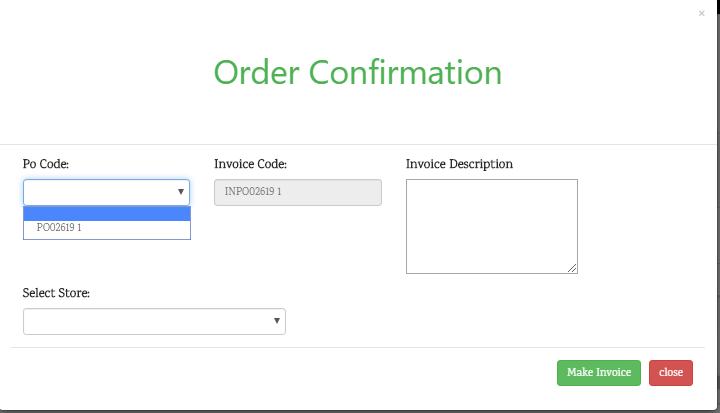 ×
Order Confirmation
Po Code:
Invoice Code:
Invoice Description
INPO02619 1
PO02619 1
Select Store:
Make Invoice
close